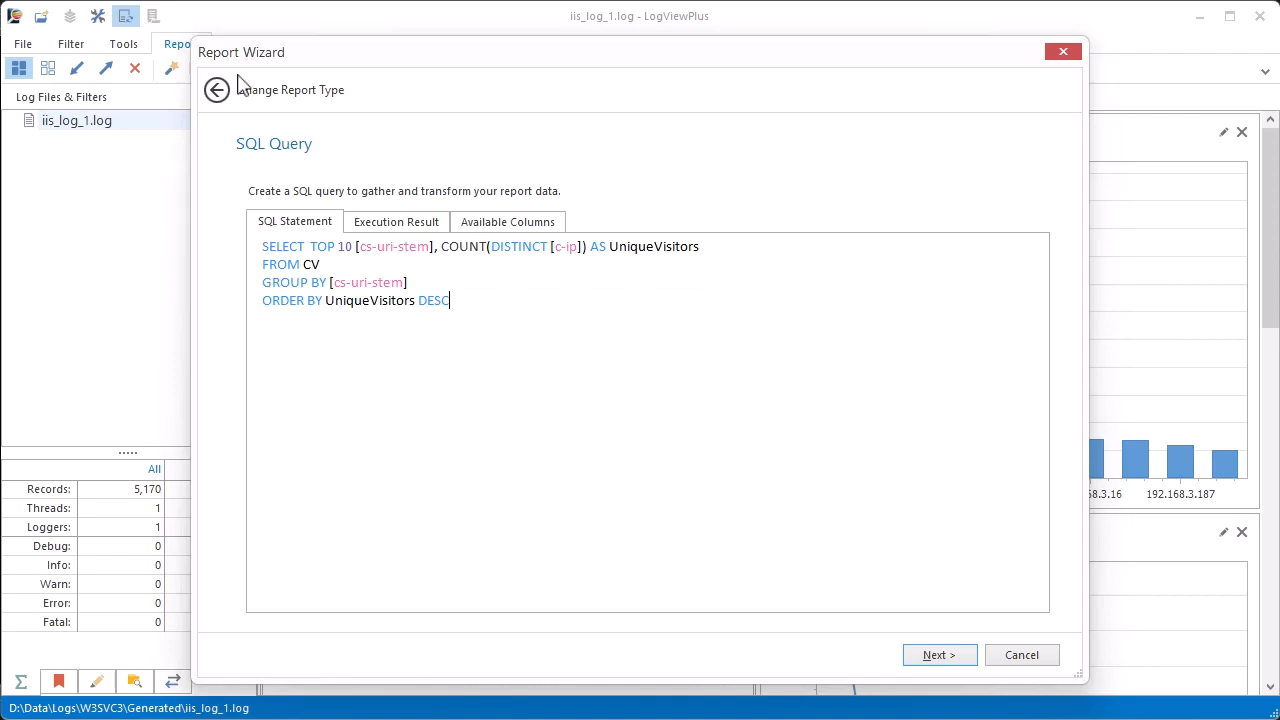 iis_log_1.log - LogViewPlus
File Filter Tools Repo
Report Wizard
Change Report Type
Log Files & Filters
iis_log_1.log
SQL Query
Create a SQL query to gather and transform your report data.
SQL Statement Execution Result Available Columns
SELECT TOP 10 [cs-uri-stem], COUNT(DISTINCT [c-ip]) AS UniqueVisitors
FROM CV
GROUP BY [cs-uri-stem]
ORDER BY UniqueVisitors DESC
All
Records: 5,170
Threads: 1
Loggers: 1
Debug: 0
Info: 0
Warn: 0
Error: 0
Fatal: 0
68.3.16 192.168.3.187
Next > Cancel
D:\Data\Logs\W3SVC3\Generated\iis_log_1.log